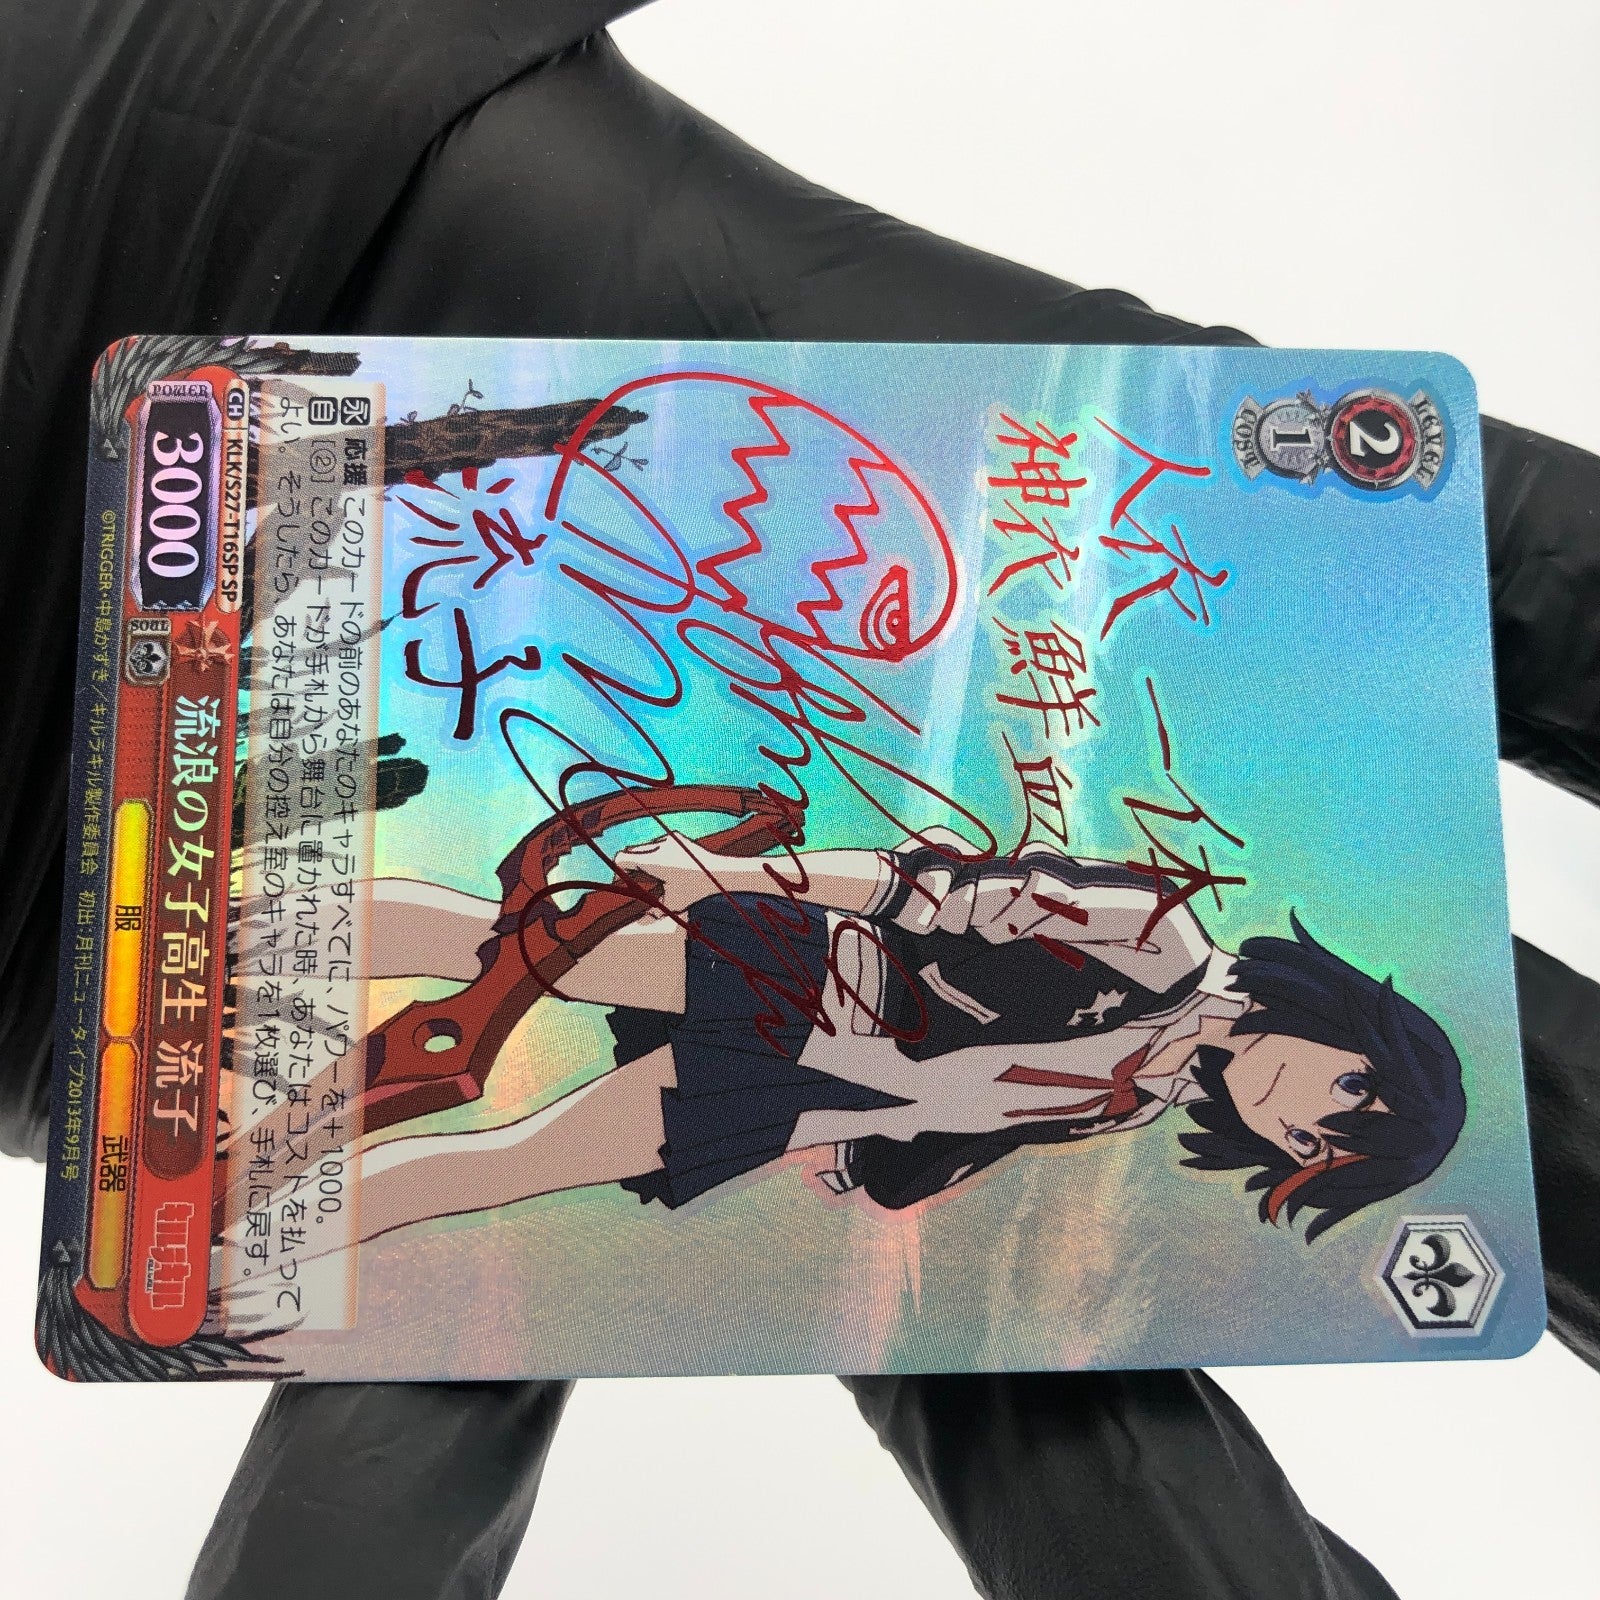 LEVEL
2
COST
1
人衣一体
神衣鮮血!!
流子
永 応援 このカードの前のあなたのキャラすべてに、パワーを+1000。
自 [②] このカードが手札から舞台に置かれた時、あなたはコストを払って
よい。そうしたら、あなたは自分の控え室のキャラを1枚選び、手札に戻す。
CH KLK/S27-T16SP SP
POWER
3000
SOUL
流浪の女子高生 流子
キルラキル
服
武器
©TRIGGER・中島かずき/キルラキル製作委員会 初出:月刊ニュータイプ2013年9月号